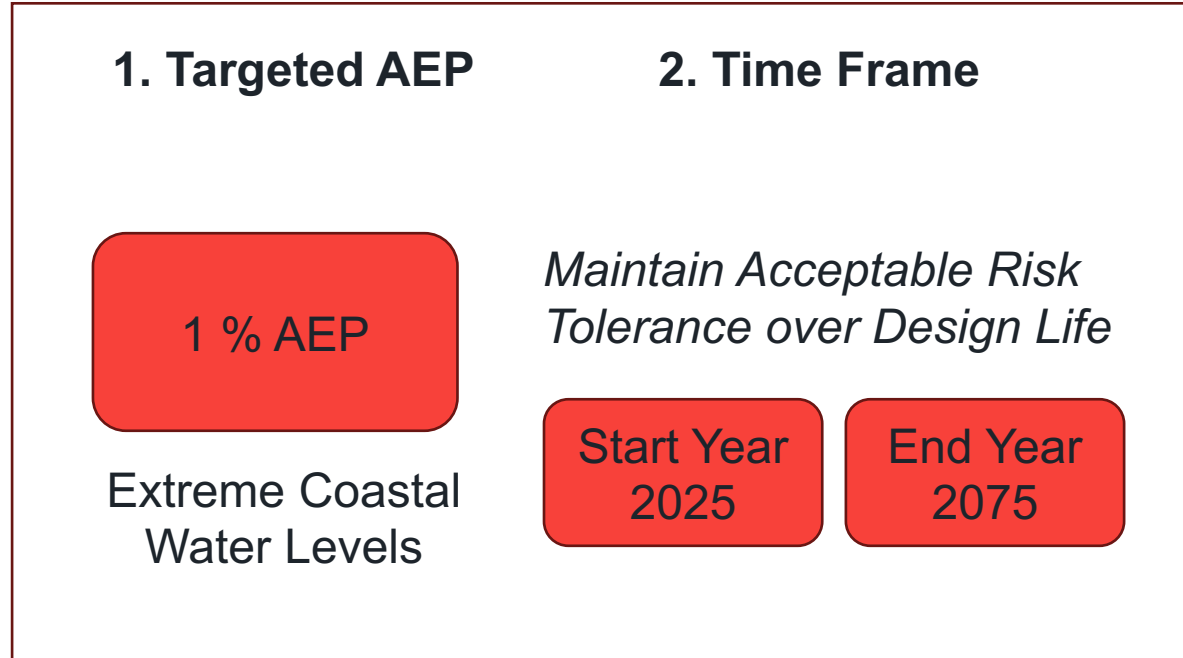 1. Targeted AEP
2. Time Frame
1 % AEP
Extreme Coastal
Water Levels
Maintain Acceptable Risk
Tolerance over Design Life
Start Year
2025
End Year
2075